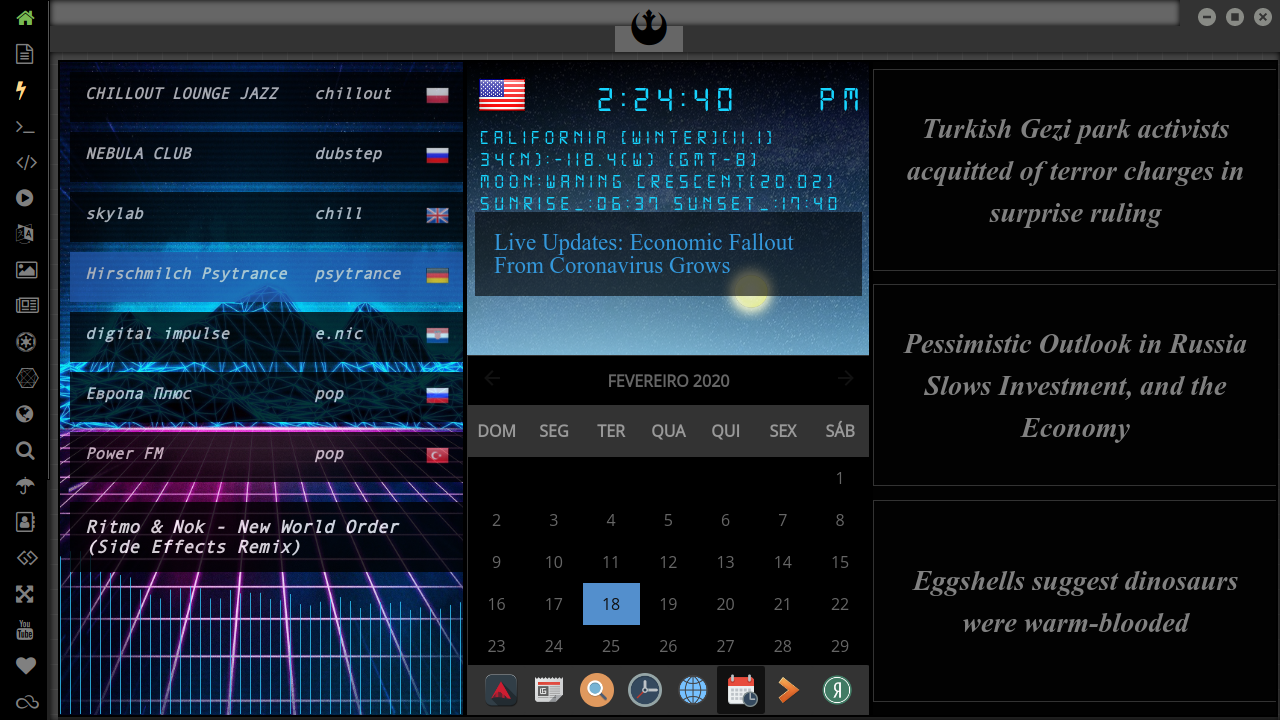 CHILLOUT LOUNGE JAZZ chillout
NEBULA CLUB dubstep
skylab chill
Hirschmilch Psytrance psytrance
digital impulse e.nic
Европа Плюс pop
Power FM pop
Ritmo & Nok - New World Order
(Side Effects Remix)
2:24:40 PM
CALIFORNIA (WINTER)(11.1)
34(N):-118.4(W) (GMT-8)
MOON:WANING CRESCENT(20.02)
SUNRISE_:06:37 SUNSET_:17:40
Live Updates: Economic Fallout
From Coronavirus Grows
FEVEREIRO 2020
DOM SEG TER QUA QUI SEX SÁB
1
2 3 4 5 6 7 8
9 10 11 12 13 14 15
16 17 18 19 20 21 22
23 24 25 26 27 28 29
Turkish Gezi park activists
acquitted of terror charges in
surprise ruling
Pessimistic Outlook in Russia
Slows Investment, and the
Economy
Eggshells suggest dinosaurs
were warm-blooded
You
Tube
Я